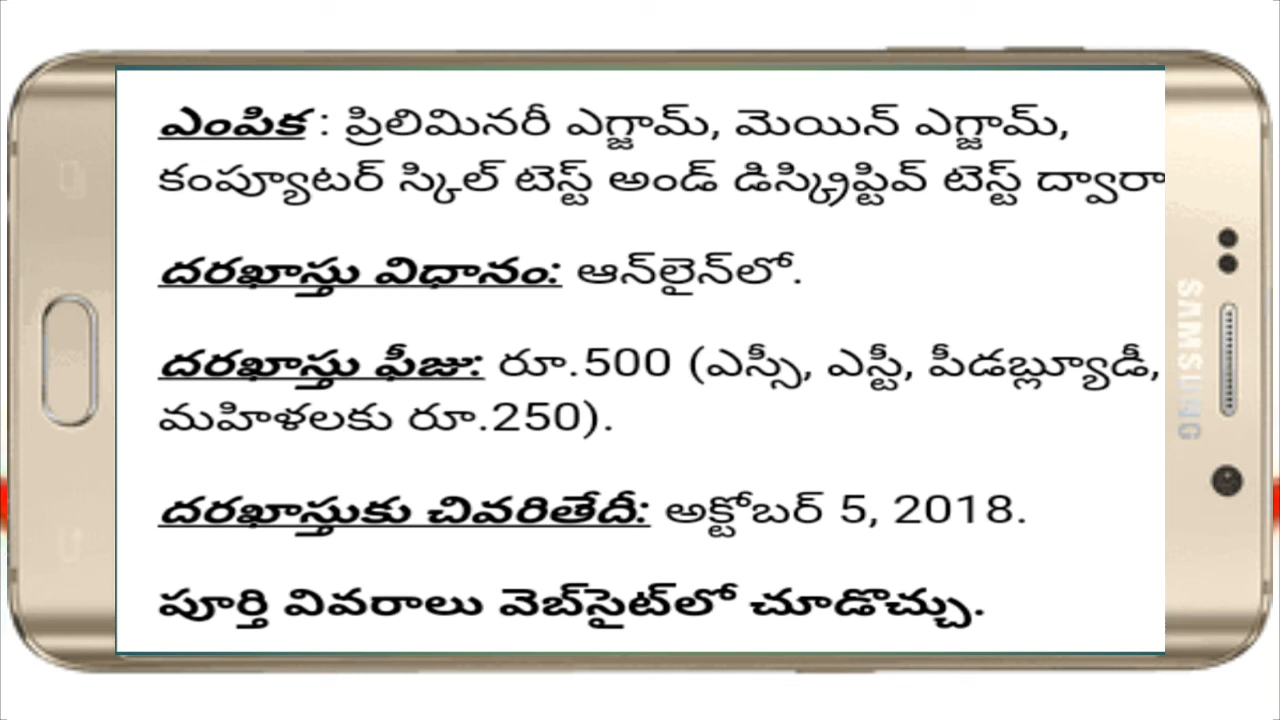 ఎంపిక : ప్రిలిమినరీ ఎగ్జామ్, మెయిన్ ఎగ్జామ్,
కంప్యూటర్ స్కిల్ టెస్ట్ అండ్ డిస్క్రిప్టివ్ టెస్ట్ ద్వారా
దరఖాస్తు విధానం: ఆన్‌లైన్‌లో.
దరఖాస్తు ఫీజు: రూ.500 (ఎస్సీ, ఎస్టీ, పీడబ్ల్యూడీ,
మహిళలకు రూ.250).
దరఖాస్తుకు చివరితేదీ: అక్టోబర్ 5, 2018.
పూర్తి వివరాలు వెబ్‌సైట్‌లో చూడొచ్చు.
SAMSUNG